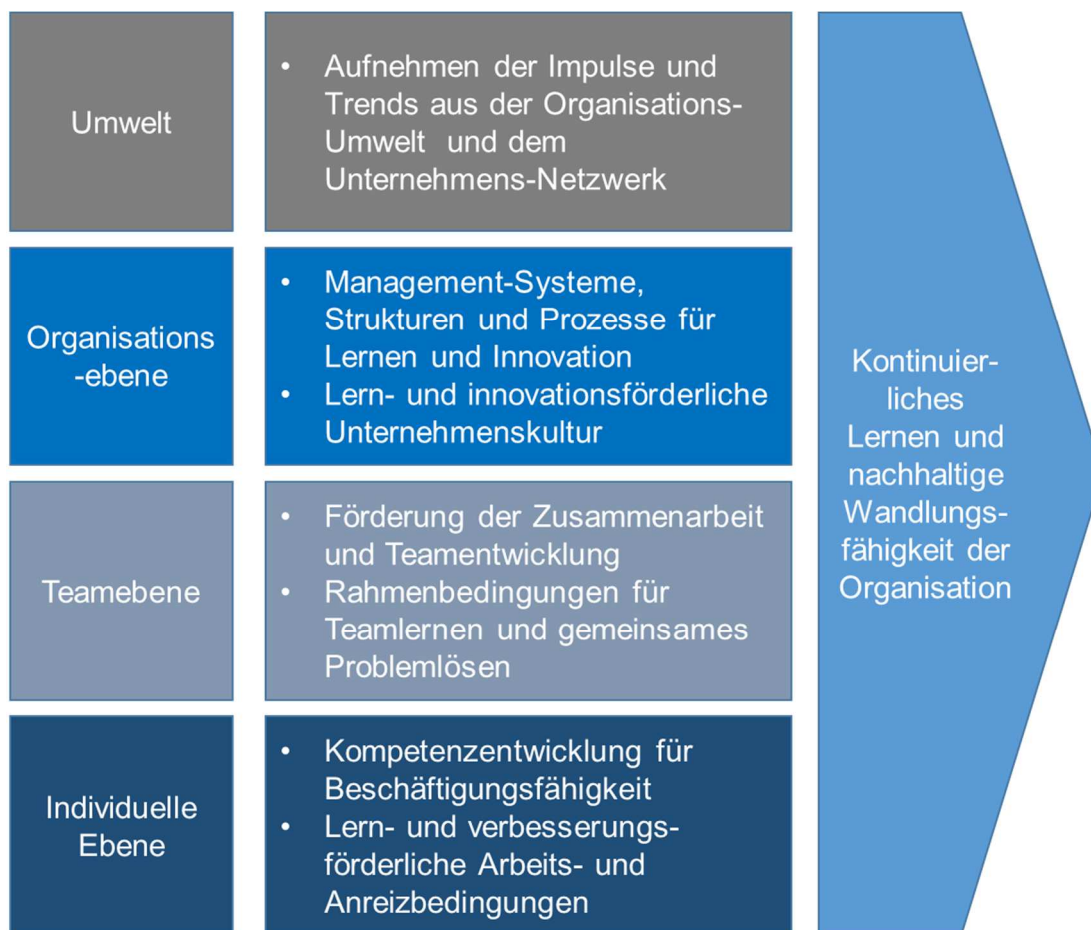 Umwelt
• Aufnehmen der Impulse und
Trends aus der Organisations-
Umwelt und dem
Unternehmens-Netzwerk
Organisations
-ebene
• Management-Systeme,
Strukturen und Prozesse für
Lernen und Innovation
• Lern- und innovationsförderliche
Unternehmenskultur
Teamebene
• Förderung der Zusammenarbeit
und Teamentwicklung
• Rahmenbedingungen für
Teamlernen und gemeinsames
Problemlösen
Individuelle
Ebene
• Kompetenzentwicklung für
Beschäftigungsfähigkeit
• Lern- und verbesserungs-
förderliche Arbeits- und
Anreizbedingungen
Kontinuier-
liches
Lernen und
nachhaltige
Wandlungs-
fähigkeit der
Organisation